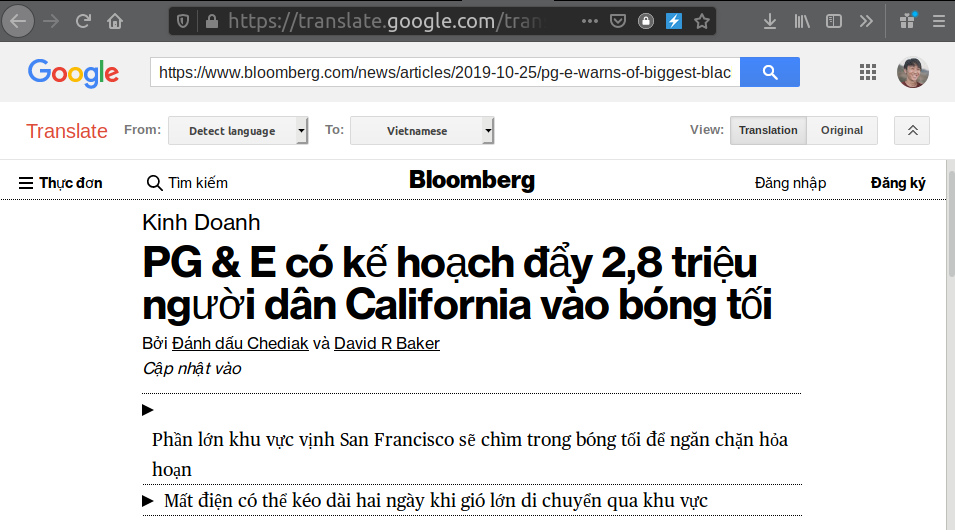 https://translate.google.com/tran
Google
https://www.bloomberg.com/news/articles/2019-10-25/pg-e-warns-of-biggest-blac
Translate From: Detect language To: Vietnamese View: Translation Original
Thực đơn Tìm kiếm Bloomberg Đăng nhập Đăng ký
Kinh Doanh
PG & E có kế hoạch đẩy 2,8 triệu
người dân California vào bóng tối
Bởi Đánh dấu Chediak và David R Baker
Cập nhật vào
Phần lớn khu vực vịnh San Francisco sẽ chìm trong bóng tối để ngăn chặn hỏa
hoạn
Mất điện có thể kéo dài hai ngày khi gió lớn di chuyển qua khu vực